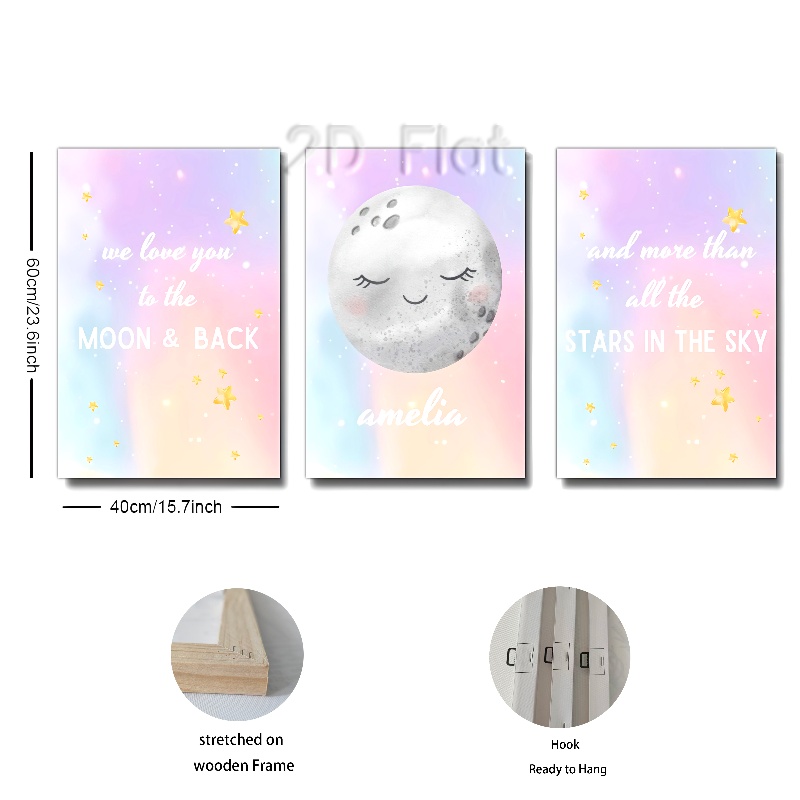 2D Flat
we love you
to the
MOON & BACK
amelia
and more than
all the
STARS IN THE SKY
60cm/23.6inch
40cm/15.7inch
stretched on
wooden Frame
Hook
Ready to Hang